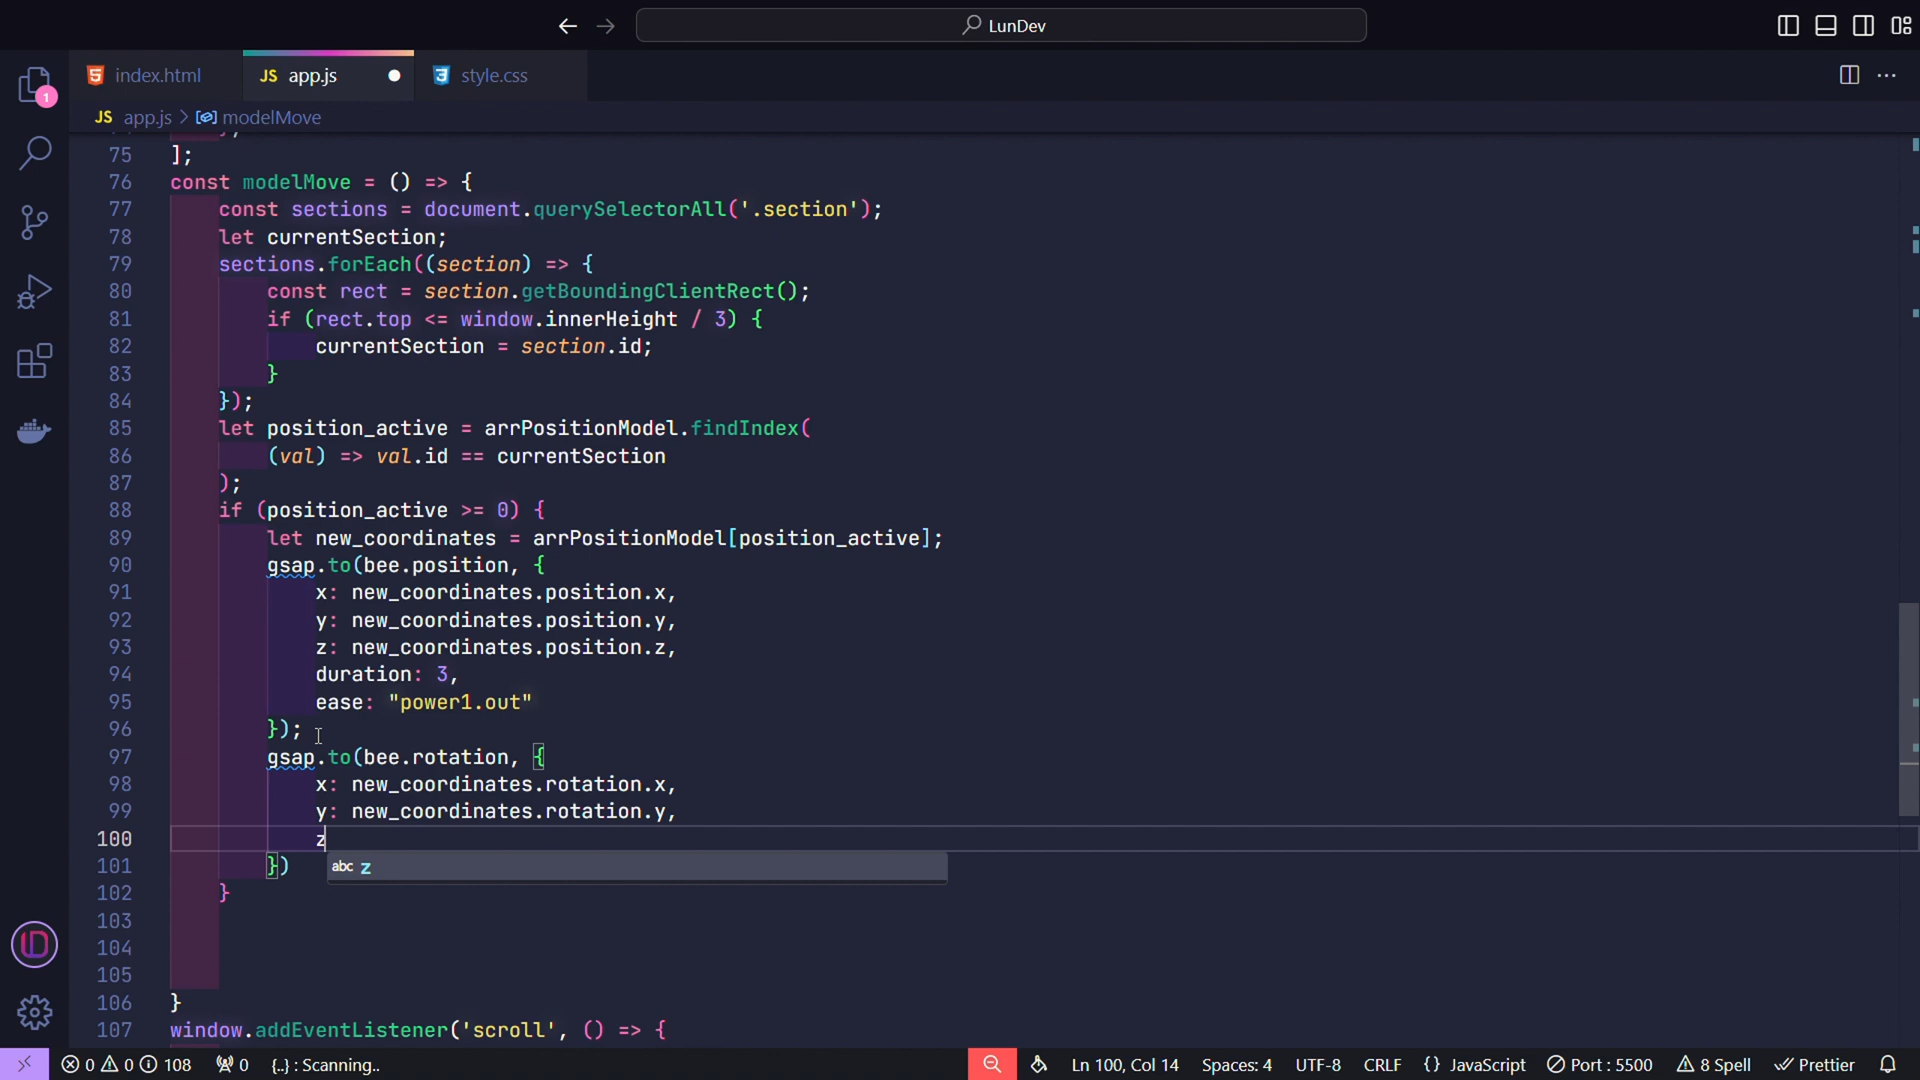 LunDev
index.html
JS app.js
style.css
1
JS app.js > modelMove
75 ];
76 const modelMove = () => {
77 const sections = document.querySelectorAll('.section');
78 let currentSection;
79 sections.forEach((section) => {
80 const rect = section.getBoundingClientRect();
81 if (rect.top <= window.innerHeight / 3) {
82 currentSection = section.id;
83 }
84 });
85 let position_active = arrPositionModel.findIndex(
86 (val) => val.id == currentSection
87 );
88 if (position_active >= 0) {
89 let new_coordinates = arrPositionModel[position_active];
90 gsap.to(bee.position, {
91 x: new_coordinates.position.x,
92 y: new_coordinates.position.y,
93 z: new_coordinates.position.z,
94 duration: 3,
95 ease: "power1.out"
96 });
97 gsap.to(bee.rotation, {
98 x: new_coordinates.rotation.x,
99 y: new_coordinates.rotation.y,
100 z
101 })
abc z
102 }
103
104
105
106 }
107 window.addEventListener('scroll', () => {
0 0 108 0 {..} : Scanning.. Ln 100, Col 14 Spaces: 4 UTF-8 CRLF {} JavaScript Port : 5500 8 Spell Prettier